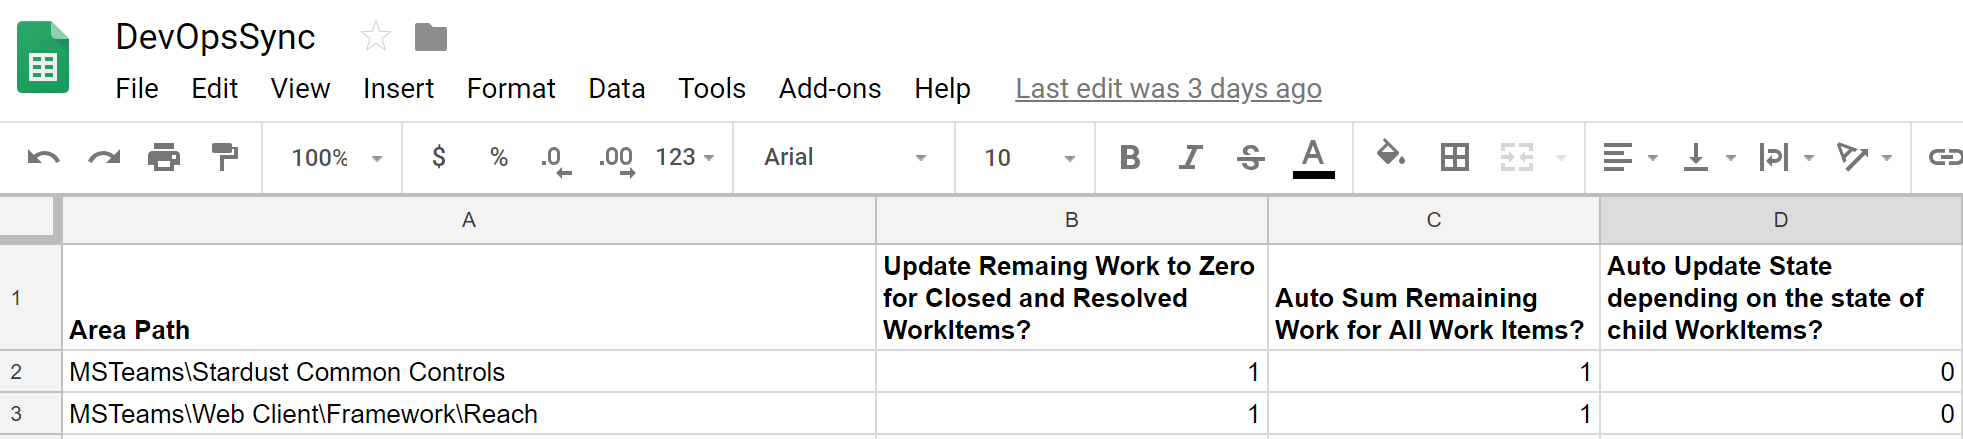 DevOpsSync
File Edit View Insert Format Data Tools Add-ons Help Last edit was 3 days ago
100% $ % .0 .00 123 Arial 10 B I S A
A B C D
1
Area Path
Update Remaing Work to Zero
for Closed and Resolved
WorkItems?
Auto Sum Remaining
Work for All Work Items?
Auto Update State
depending on the state of
child WorkItems?
2 MSTeams\Stardust Common Controls 1 1 0
3 MSTeams\Web Client\Framework\Reach 1 1 0